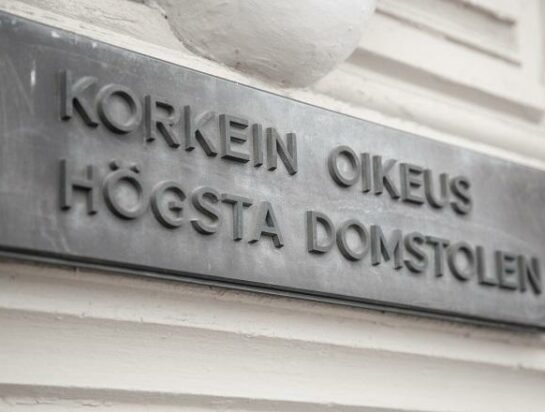 KORKEIN OIKEUS
HÖGSTA DOMSTOLEN